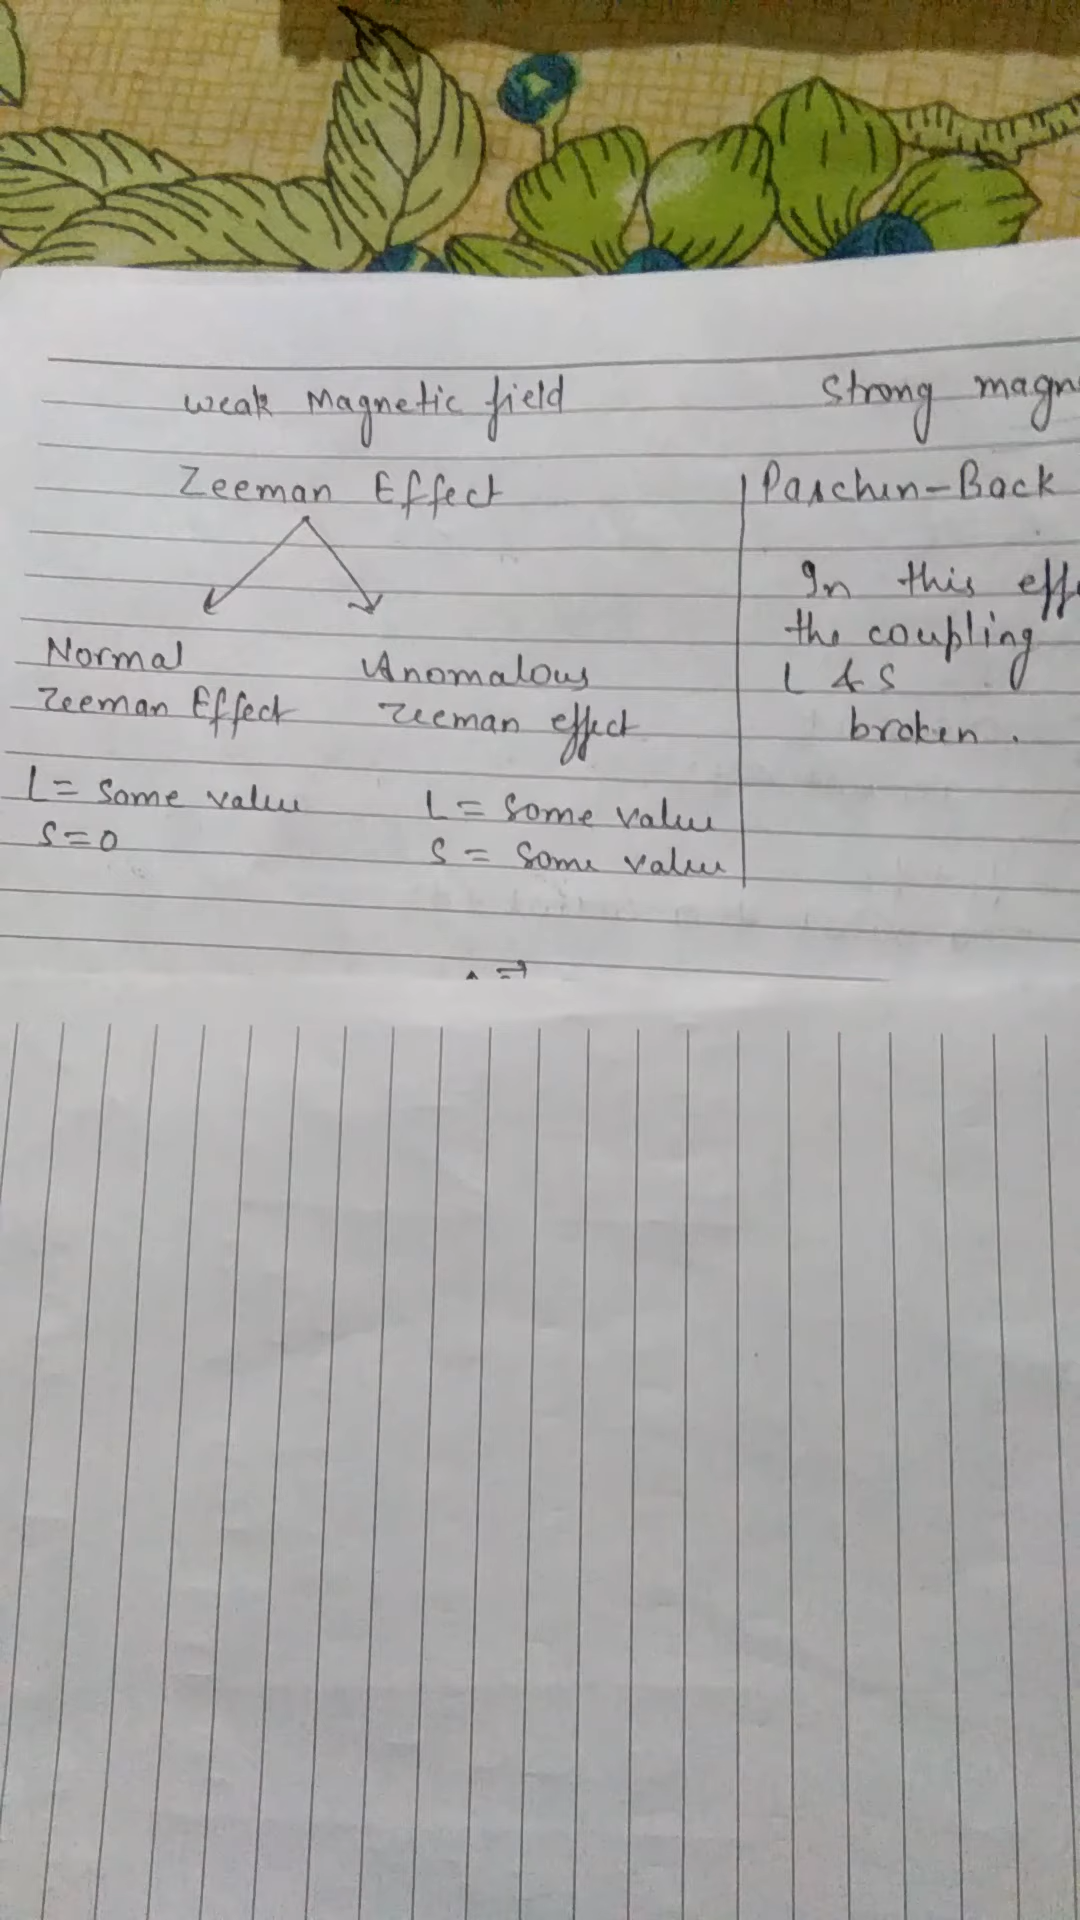 Weak Magnetic field
Strong magn
Zeeman Effect
Paschen-Back
In this effe
the coupling
L & S
broken.
Normal
Zeeman Effect
Anomalous
Zeeman effect
L = Some value
S = 0
L = Some value
S = Some value